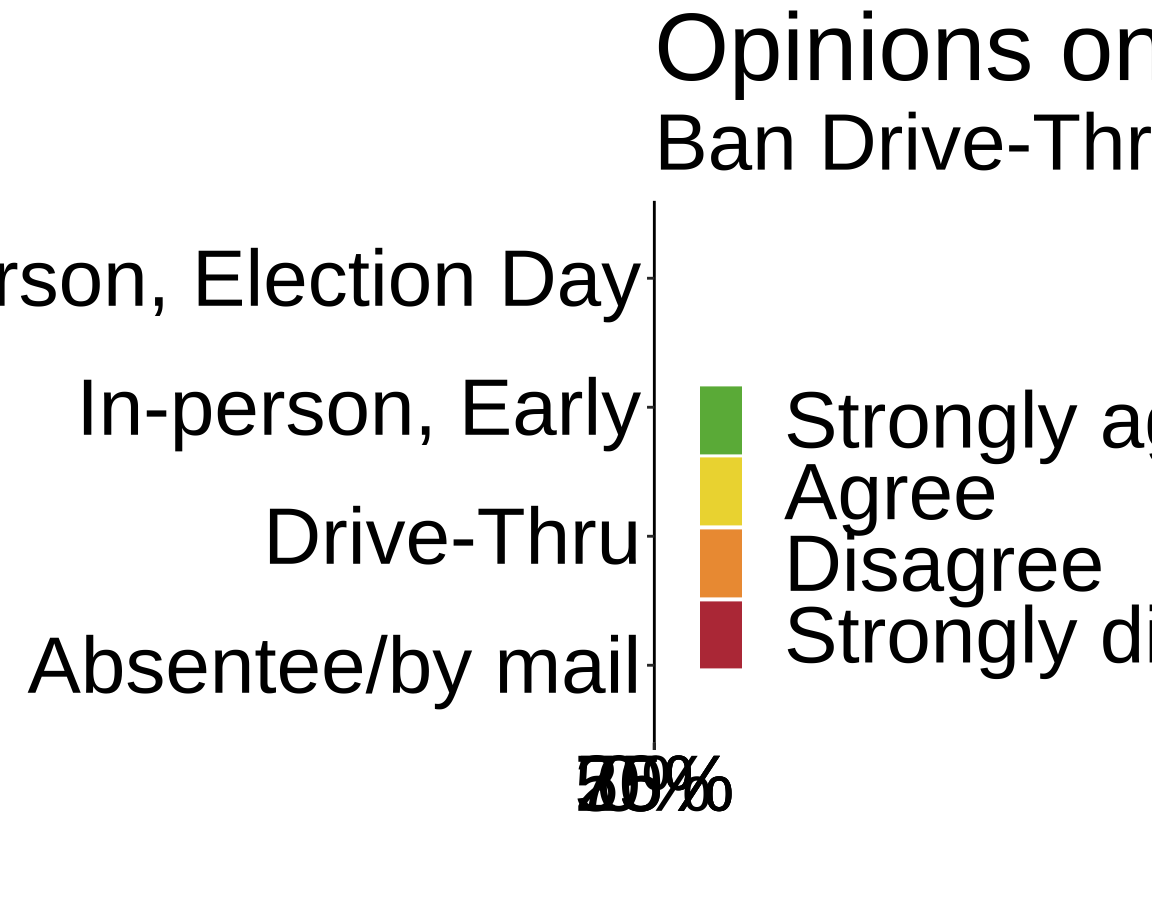 Opinions on
Ban Drive-Thr
rson, Election Day
In-person, Early
Drive-Thru
Absentee/by mail
Strongly ag
Agree
Disagree
Strongly di